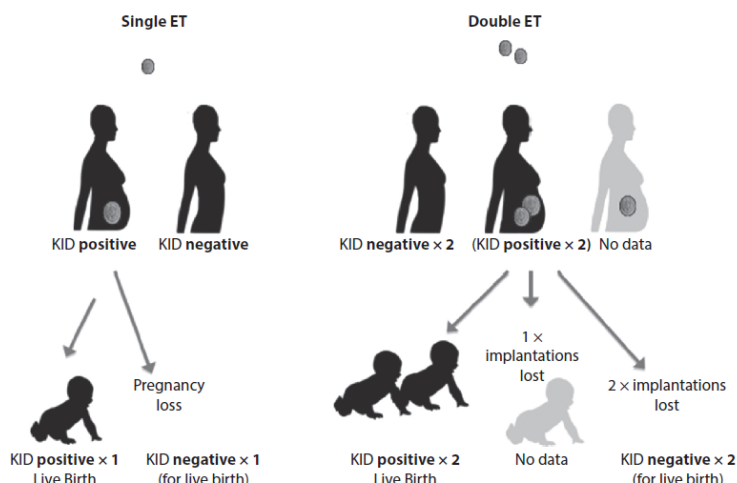 Single ET
Double ET
KID positive
KID negative
KID negative × 2
(KID positive × 2)
No data
1 ×
implantations
lost
Pregnancy
loss
2 × implantations
lost
KID positive × 1
Live Birth
KID negative × 1
(for live birth)
KID positive × 2
Live Birth
No data
KID negative × 2
(for live birth)